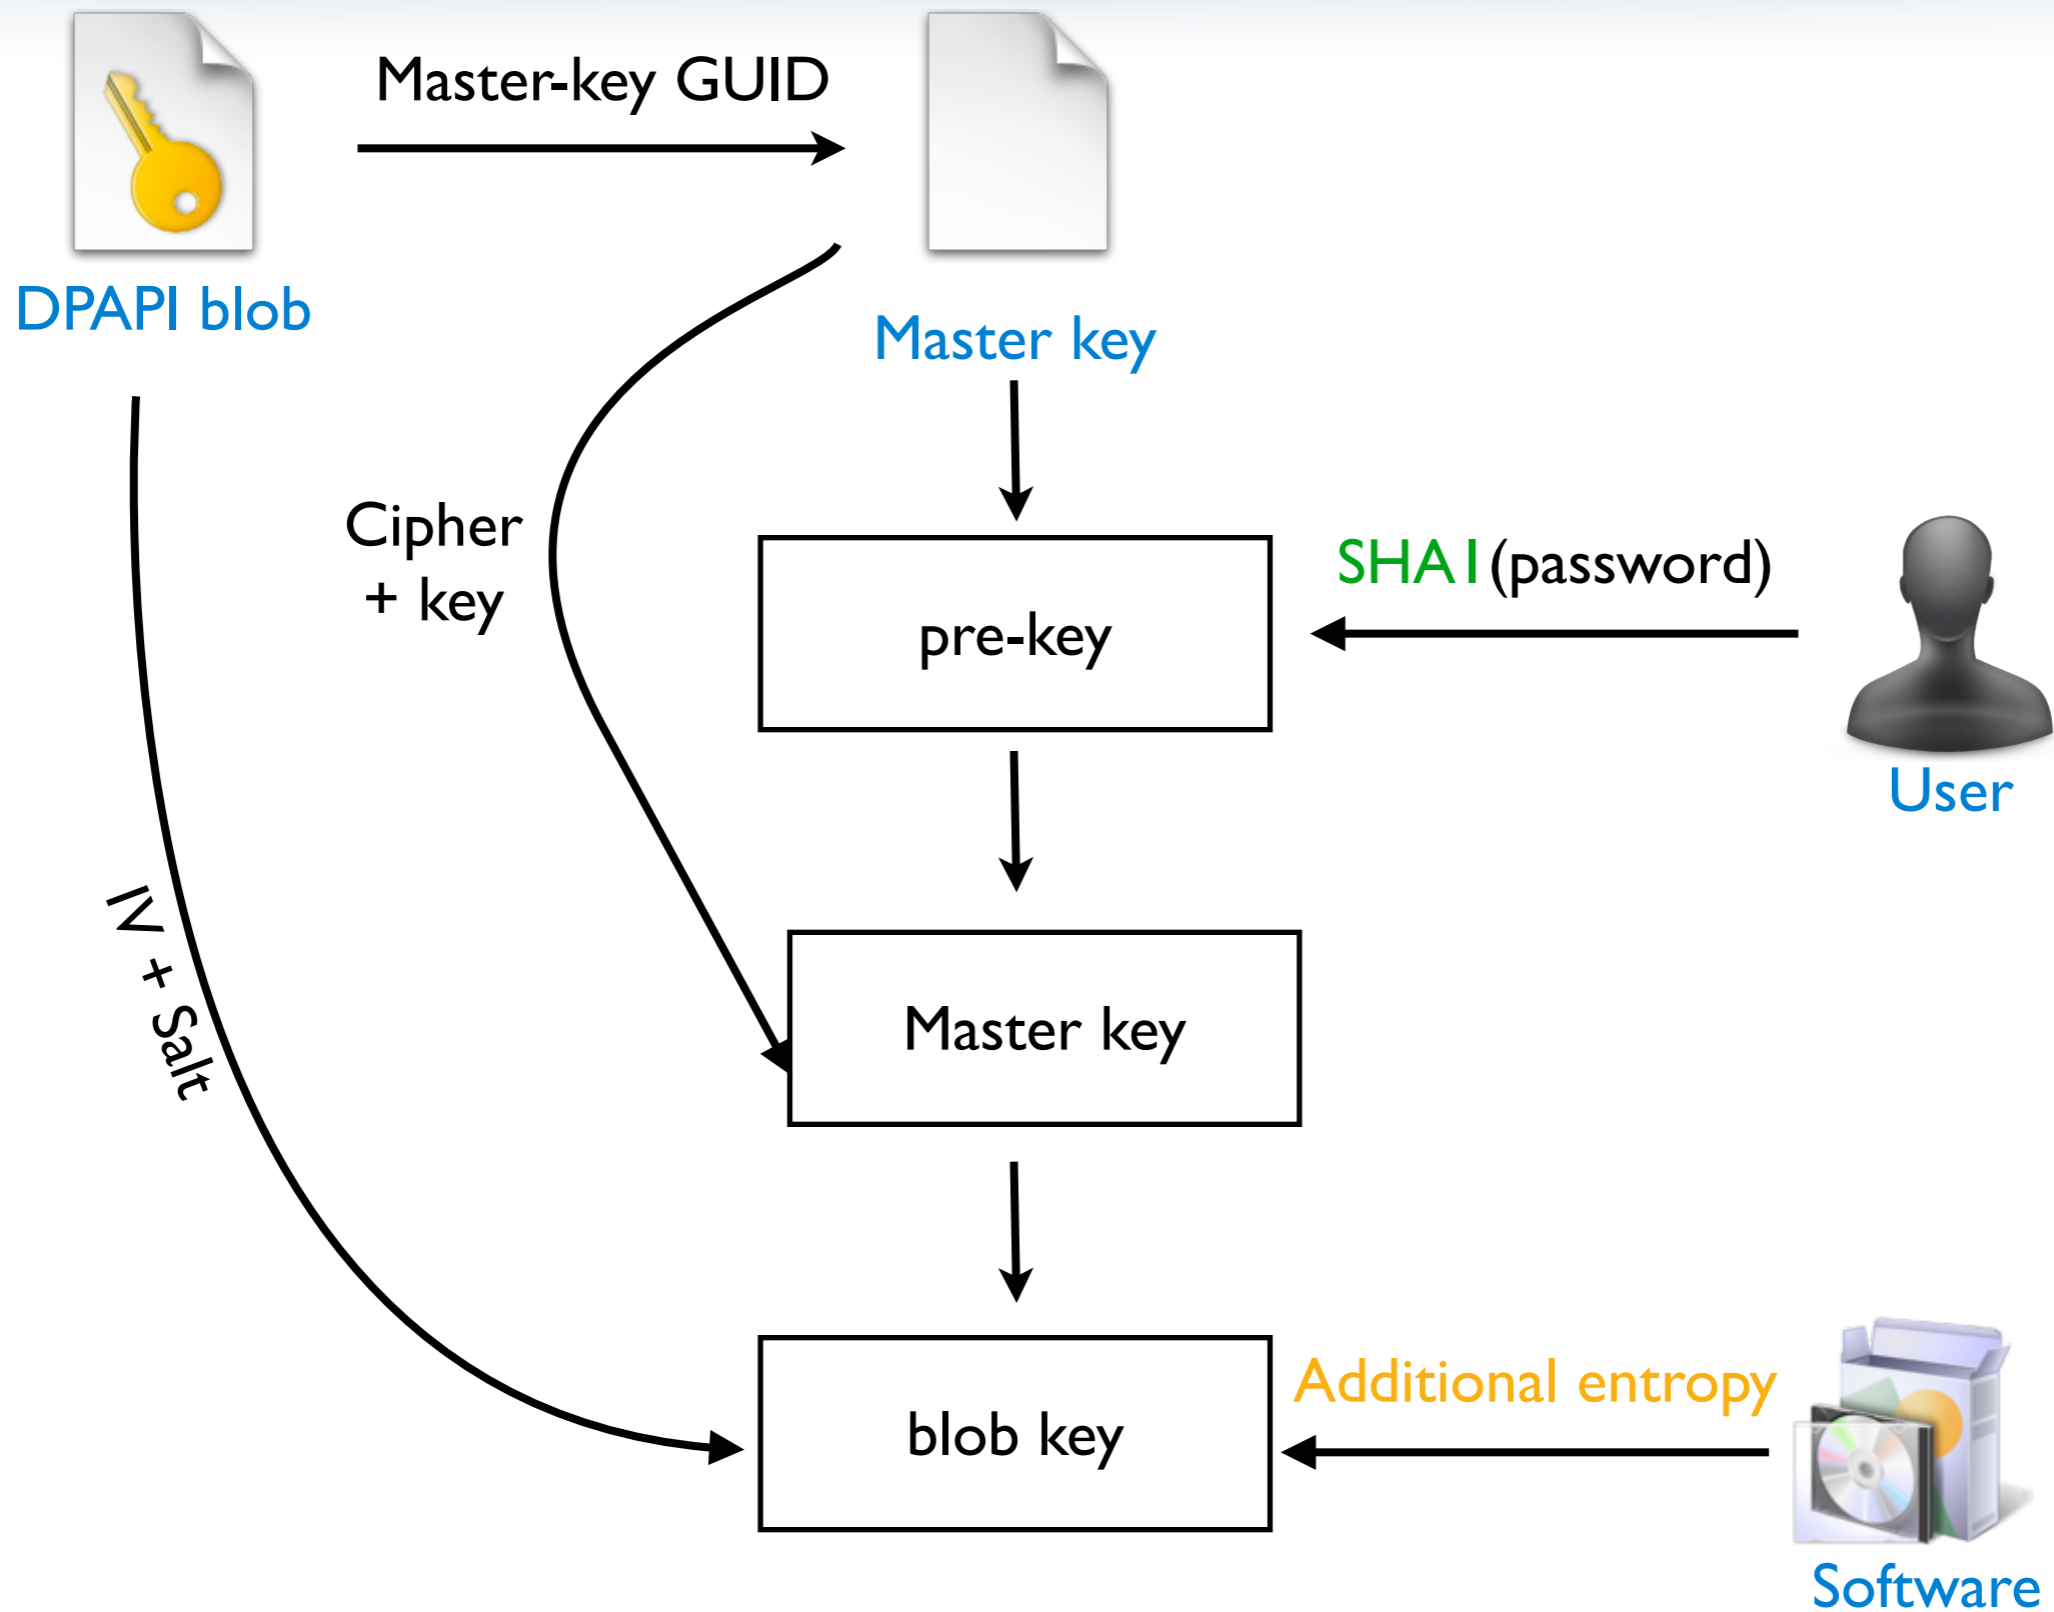 Master-key GUID
DPAPI blob
Master key
Cipher
+ key
SHA1(password)
pre-key
User
IV + Salt
Master key
Additional entropy
blob key
Software